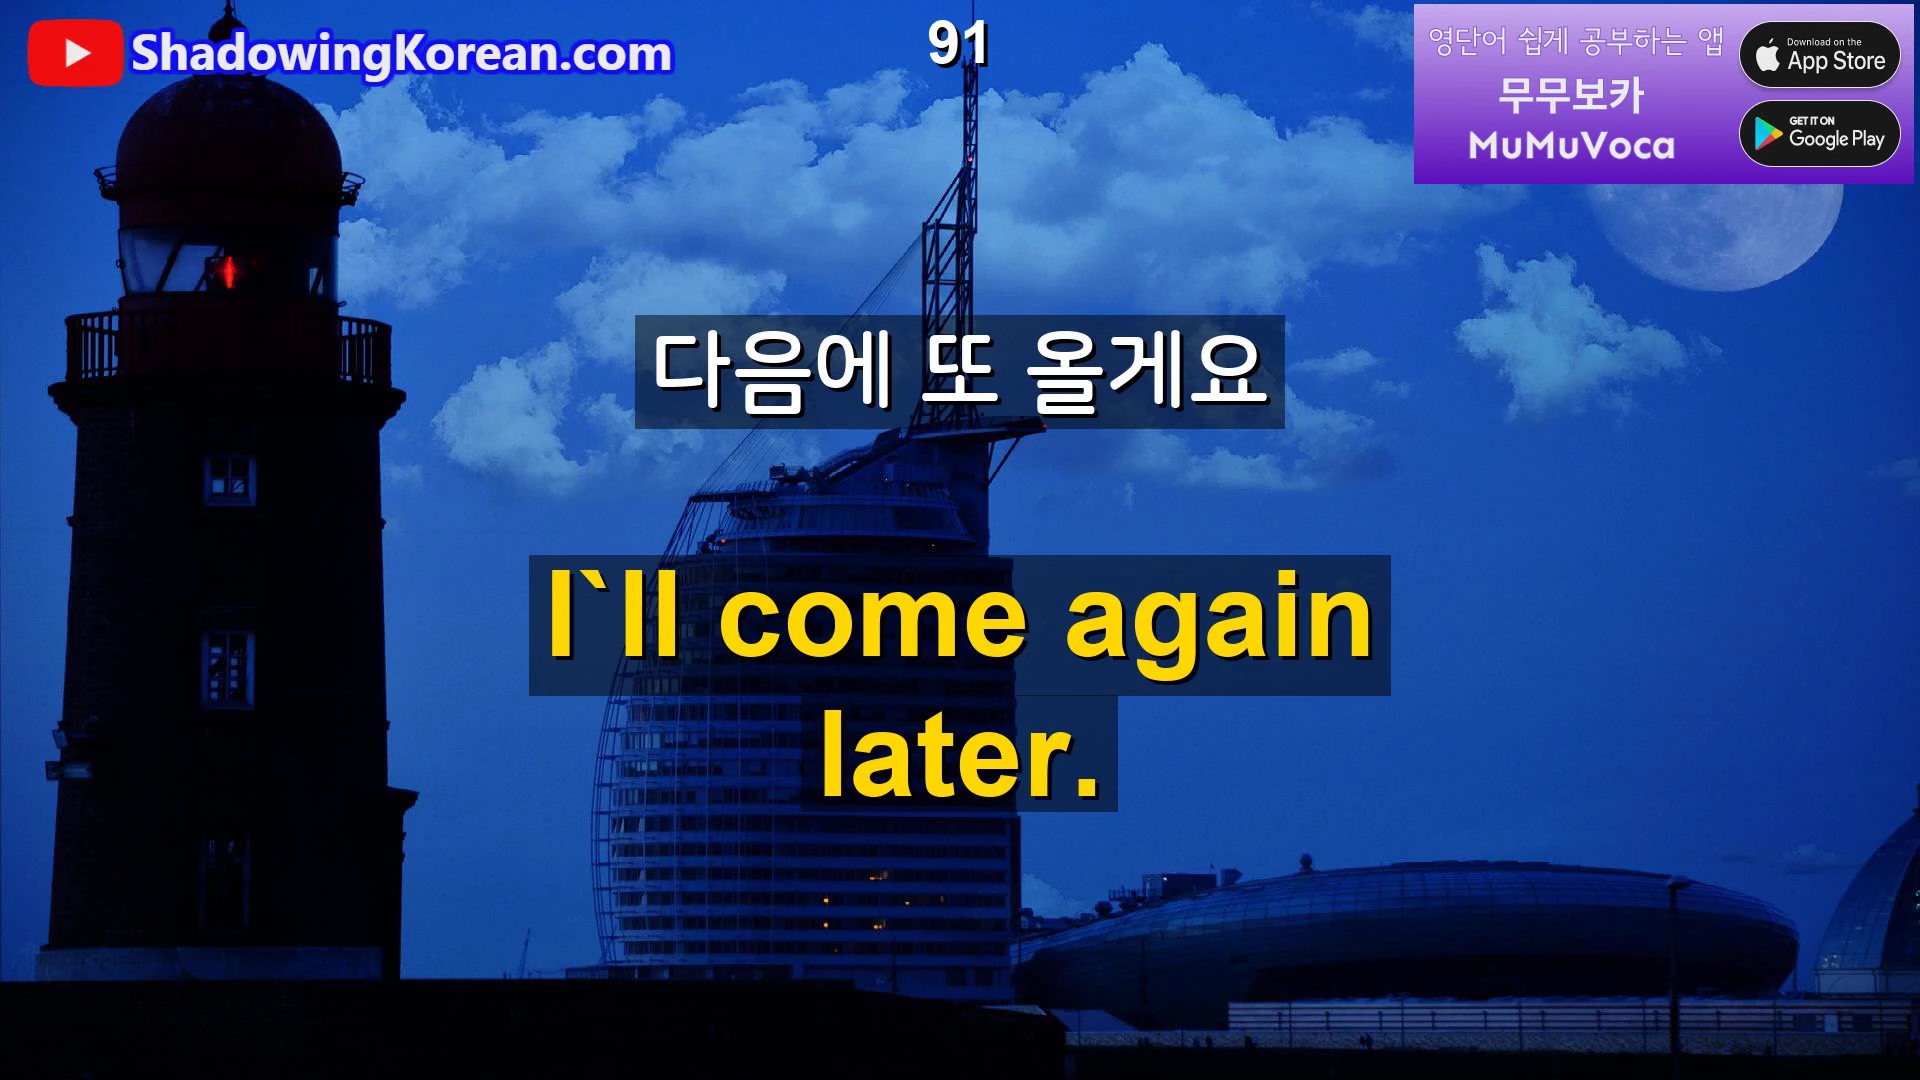 ShadowingKorean.com
91
영단어 쉽게 공부하는 앱
무무보카
MuMuVoca
Download on the
App Store
GET IT ON
Google Play
다음에 또 올게요
I`ll come again
later.